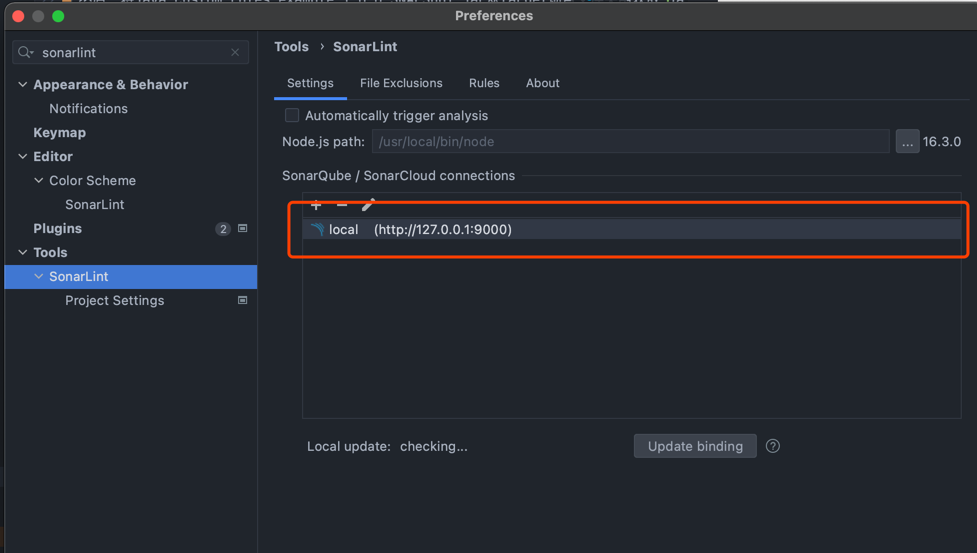 Preferences
sonarlint
Tools › SonarLint
Appearance & Behavior
Notifications
Keymap
Editor
Color Scheme
SonarLint
Plugins 2
Tools
SonarLint
Project Settings
Settings File Exclusions Rules About
Automatically trigger analysis
Node.js path: /usr/local/bin/node ... 16.3.0
SonarQube / SonarCloud connections
local (http://127.0.0.1:9000)
Local update: checking... Update binding ?